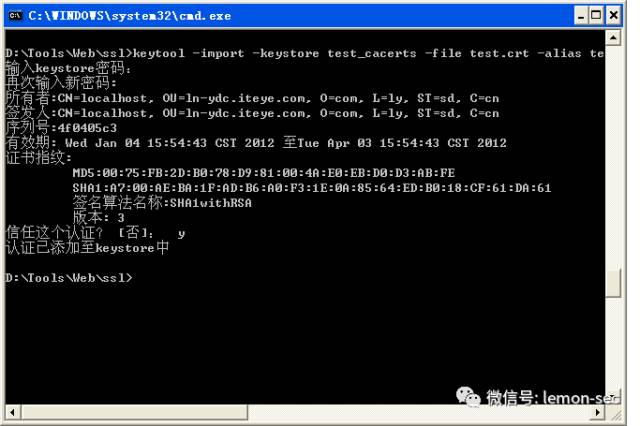 C:\WINDOWS\system32\cmd.exe
D:\Tools\Web\ssl>keytool -import -keystore test_cacerts -file test.crt -alias te
输入keystore密码:
再次输入新密码:
所有者:CN=localhost, OU=ln-ydc.iteye.com, O=com, L=ly, ST=sd, C=cn
签发人:CN=localhost, OU=ln-ydc.iteye.com, O=com, L=ly, ST=sd, C=cn
序列号:4f0405c3
有效期: Wed Jan 04 15:54:43 CST 2012 至Tue Apr 03 15:54:43 CST 2012
证书指纹:
MD5:00:75:FB:2D:B0:78:D9:81:00:4A:E0:EB:D0:D3:AB:FE
SHA1:A7:00:AE:BA:1F:AD:B6:A0:F3:1E:0A:85:64:ED:B0:18:CF:61:DA:61
签名算法名称:SHA1withRSA
版本: 3
信任这个认证? [否]: y
认证已添加至keystore中
D:\Tools\Web\ssl>
微信号: lemon-sec